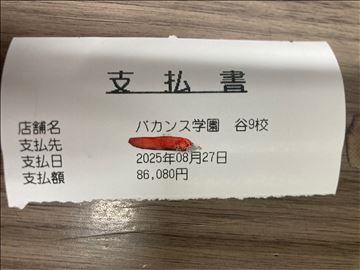 支払書
店舗名 バカンス学園 谷9校
支払先
支払日 2025年08月27日
支払額 86,080円